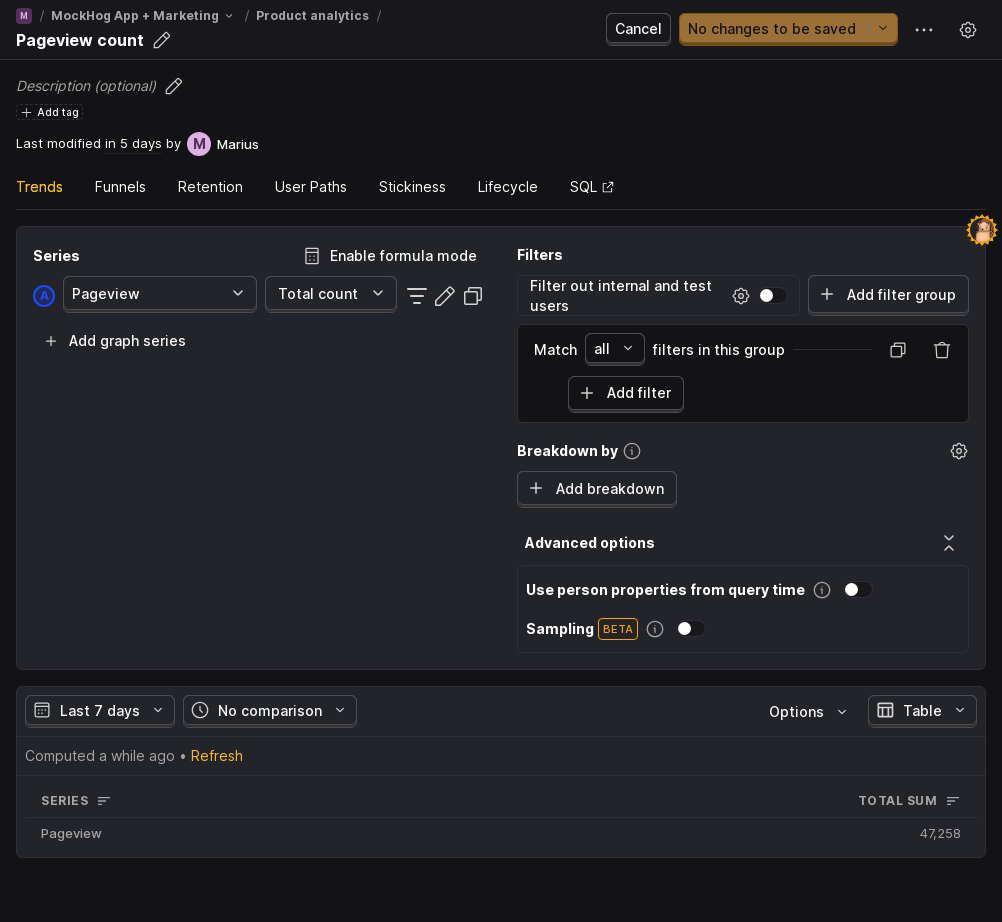 M / MockHog App + Marketing / Product analytics /
Pageview count
Cancel
No changes to be saved
Description (optional)
Add tag
Last modified in 5 days by M Marius
Trends Funnels Retention User Paths Stickiness Lifecycle SQL
Series
Enable formula mode
A Pageview Total count
Add graph series
Filters
Filter out internal and test
users
Add filter group
Match all filters in this group
Add filter
Breakdown by
Add breakdown
Advanced options
Use person properties from query time
Sampling BETA
Last 7 days No comparison Options Table
Computed a while ago • Refresh
SERIES TOTAL SUM
Pageview 47,258